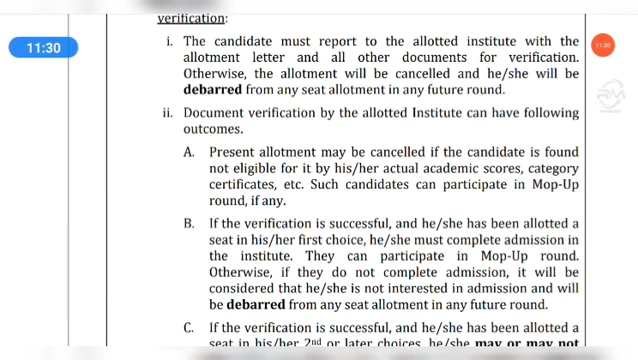 verification:
11:30
i. The candidate must report to the allotted institute with the
allotment letter and all other documents for verification.
Otherwise, the allotment will be cancelled and he/she will be
debarred from any seat allotment in any future round.
11:30
ii. Document verification by the allotted Institute can have following
outcomes.
A. Present allotment may be cancelled if the candidate is found
not eligible for it by his/her actual academic scores, category
certificates, etc. Such candidates can participate in Mop-Up
round, if any.
B. If the verification is successful, and he/she has been allotted a
seat in his/her first choice, he/she must complete admission in
the institute. They can participate in Mop-Up round.
Otherwise, if they do not complete admission, it will be
considered that he/she is not interested in admission and will
be debarred from any seat allotment in any future round.
C. If the verification is successful, and he/she has been allotted a
seat in his/her 2nd or later choices, he/she may or may not